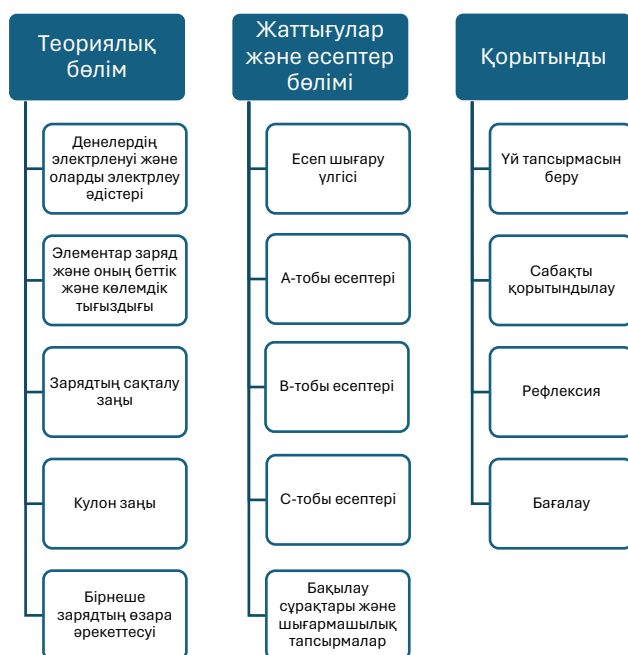 Теориялық
бөлім
Денелердің
электрленуі және
оларды электрлеу
әдістері
Элементар заряд
және оның беттік
және көлемдік
тығыздығы
Зарядтың сақталу
заңы
Кулон заңы
Бірнеше
зарядтың өзара
әрекеттесуі
Жаттығулар
және есептер
бөлімі
Есеп шығару
үлгісі
А-тобы есептері
В-тобы есептері
С-тобы есептері
Бақылау
сұрақтары және
шығармашылық
тапсырмалар
Қорытынды
Үй тапсырмасын
беру
Сабақты
қорытындылау
Рефлексия
Бағалау